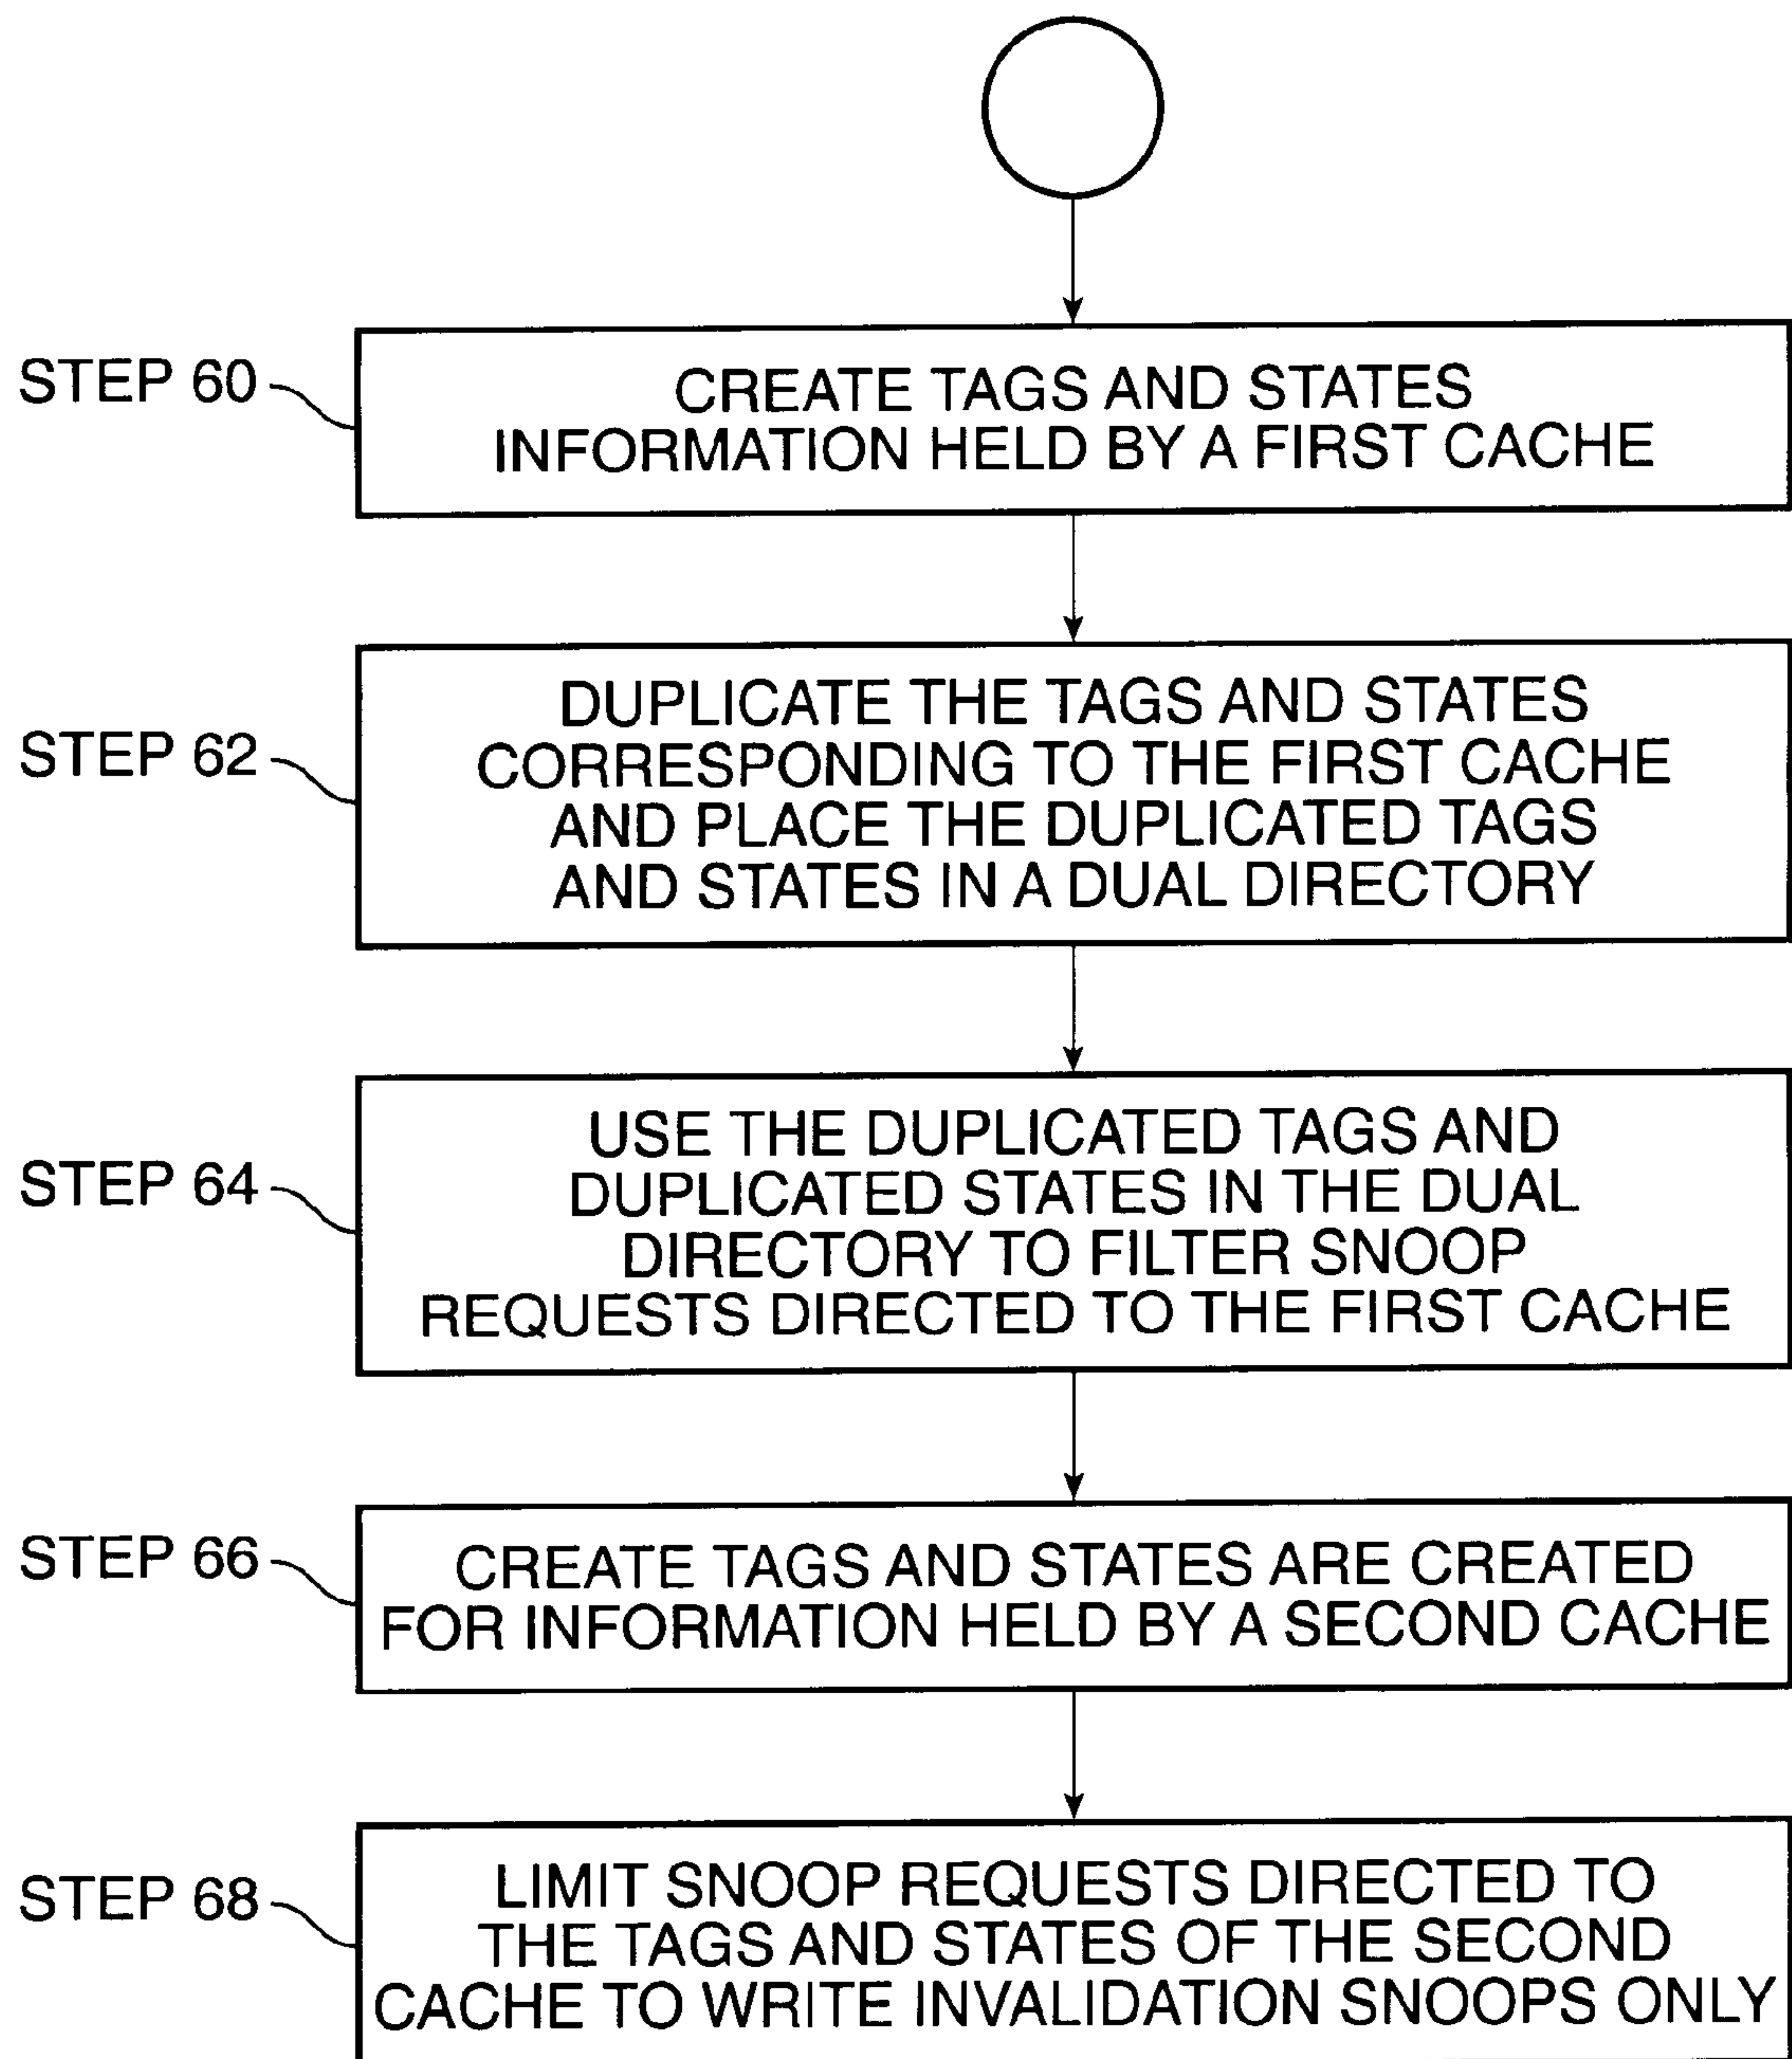 STEP 60
CREATE TAGS AND STATES
INFORMATION HELD BY A FIRST CACHE
STEP 62
DUPLICATE THE TAGS AND STATES
CORRESPONDING TO THE FIRST CACHE
AND PLACE THE DUPLICATED TAGS
AND STATES IN A DUAL DIRECTORY
STEP 64
USE THE DUPLICATED TAGS AND
DUPLICATED STATES IN THE DUAL
DIRECTORY TO FILTER SNOOP
REQUESTS DIRECTED TO THE FIRST CACHE
STEP 66
CREATE TAGS AND STATES ARE CREATED
FOR INFORMATION HELD BY A SECOND CACHE
STEP 68
LIMIT SNOOP REQUESTS DIRECTED TO
THE TAGS AND STATES OF THE SECOND
CACHE TO WRITE INVALIDATION SNOOPS ONLY